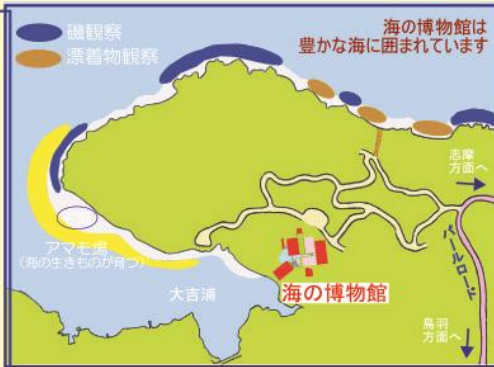 磯観察
漂着物観察
海の博物館は
豊かな海に囲まれています
志摩
方面へ
パールロード
アマモ場
(海の生きものが育つ)
大吉浦
海の博物館
鳥羽
方面へ